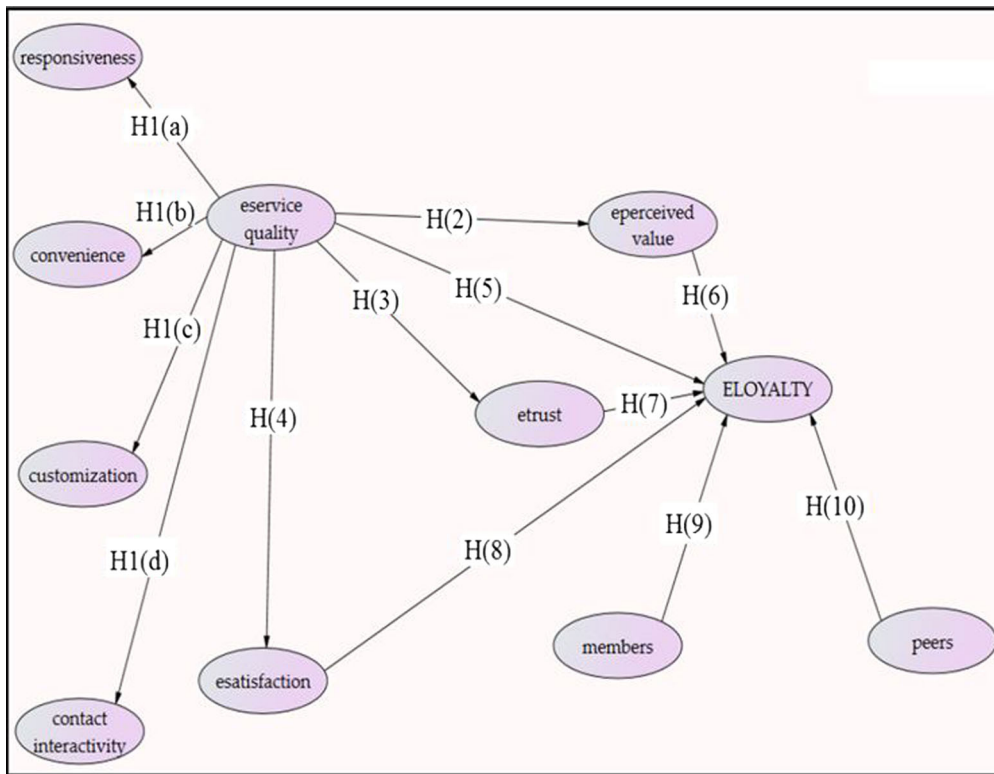 responsiveness
H1(a)
H1(b)
eservice
quality
H(2)
eperceived
value
convenience
H(5)
H(6)
H(3)
H1(c)
ELOYALTY
H(4)
etrust
H(7)
customization
H(9)
H(10)
H(8)
H1(d)
members
peers
esatisfaction
contact
interactivity